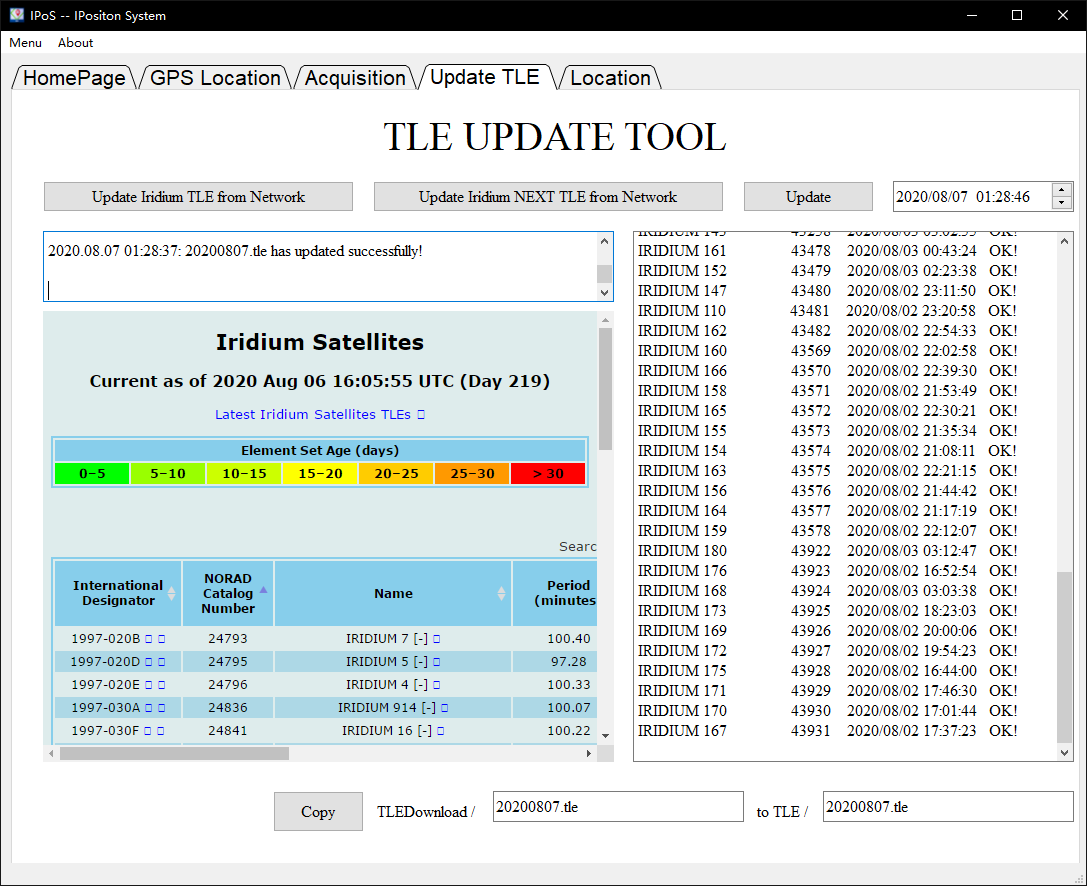 IPoS -- IPositon System
Menu About
HomePage GPS Location Acquisition Update TLE Location
TLE UPDATE TOOL
Update Iridium TLE from Network Update Iridium NEXT TLE from Network Update 2020/08/07 01:28:46
2020.08.07 01:28:37: 20200807.tle has updated successfully!
Iridium Satellites
Current as of 2020 Aug 06 16:05:55 UTC (Day 219)
Latest Iridium Satellites TLEs
Element Set Age (days)
0-5 5-10 10-15 15-20 20-25 25-30 > 30
Searc
International Designator NORAD Catalog Number Name Period (minutes
1997-020B 24793 IRIDIUM 7 [-] 100.40
1997-020D 24795 IRIDIUM 5 [-] 97.28
1997-020E 24796 IRIDIUM 4 [-] 100.33
1997-030A 24836 IRIDIUM 914 [-] 100.07
1997-030F 24841 IRIDIUM 16 [-] 100.22
IRIDIUM 161 43478 2020/08/03 00:43:24 OK!
IRIDIUM 152 43479 2020/08/03 02:23:38 OK!
IRIDIUM 147 43480 2020/08/02 23:11:50 OK!
IRIDIUM 110 43481 2020/08/02 23:20:58 OK!
IRIDIUM 162 43482 2020/08/02 22:54:33 OK!
IRIDIUM 160 43569 2020/08/02 22:02:58 OK!
IRIDIUM 166 43570 2020/08/02 22:39:30 OK!
IRIDIUM 158 43571 2020/08/02 21:53:49 OK!
IRIDIUM 165 43572 2020/08/02 22:30:21 OK!
IRIDIUM 155 43573 2020/08/02 21:35:34 OK!
IRIDIUM 154 43574 2020/08/02 21:08:11 OK!
IRIDIUM 163 43575 2020/08/02 22:21:15 OK!
IRIDIUM 156 43576 2020/08/02 21:44:42 OK!
IRIDIUM 164 43577 2020/08/02 21:17:19 OK!
IRIDIUM 159 43578 2020/08/02 22:12:07 OK!
IRIDIUM 180 43922 2020/08/03 03:12:47 OK!
IRIDIUM 176 43923 2020/08/02 16:52:54 OK!
IRIDIUM 168 43924 2020/08/03 03:03:38 OK!
IRIDIUM 173 43925 2020/08/02 18:23:03 OK!
IRIDIUM 169 43926 2020/08/02 20:00:06 OK!
IRIDIUM 172 43927 2020/08/02 19:54:23 OK!
IRIDIUM 175 43928 2020/08/02 16:44:00 OK!
IRIDIUM 171 43929 2020/08/02 17:46:30 OK!
IRIDIUM 170 43930 2020/08/02 17:01:44 OK!
IRIDIUM 167 43931 2020/08/02 17:37:23 OK!
Copy TLEDownload / 20200807.tle to TLE / 20200807.tle